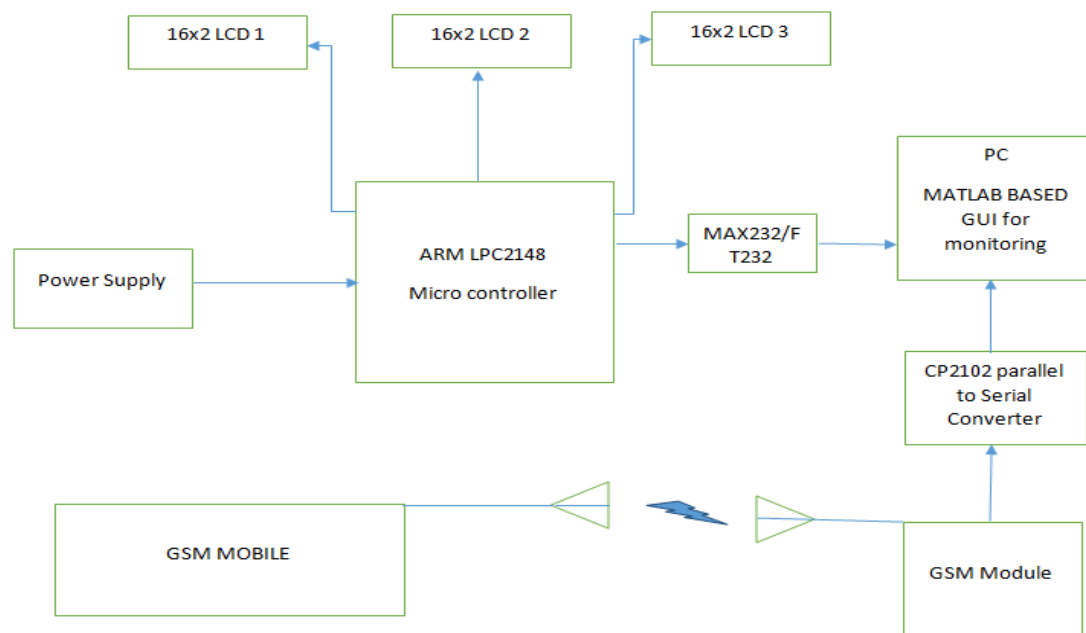 16x2 LCD 1
16x2 LCD 2
16x2 LCD 3
PC
MATLAB BASED
GUI for
monitoring
MAX232/F
T232
ARM LPC2148
Micro controller
Power Supply
CP2102 parallel
to Serial
Converter
GSM MOBILE
GSM Module